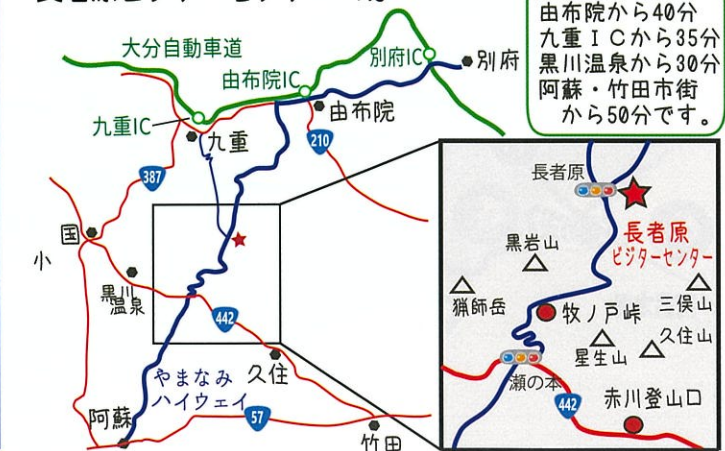 由布院から40分
九重ICから35分
黒川温泉から30分
阿蘇・竹田市街
から50分です。
大分自動車道
由布院IC
別府IC
別府
九重IC
九重
由布院
210
387
小国
黒川温泉
442
久住
やまなみ
ハイウェイ
阿蘇
57
竹田
長者原
長者原
ビジターセンター
黒岩山
猟師岳
三俣山
牧ノ戸峠
久住山
星生山
瀬の本
442
赤川登山口